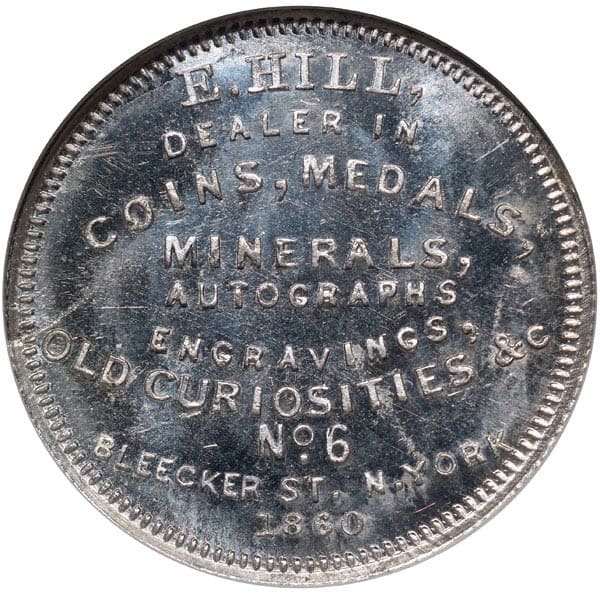 E. HILL,
DEALER IN
COINS, MEDALS,
MINERALS,
AUTOGRAPHS
ENGRAVINGS,
OLD CURIOSITIES & C
No. 6
BLEECKER ST, N. YORK
1860